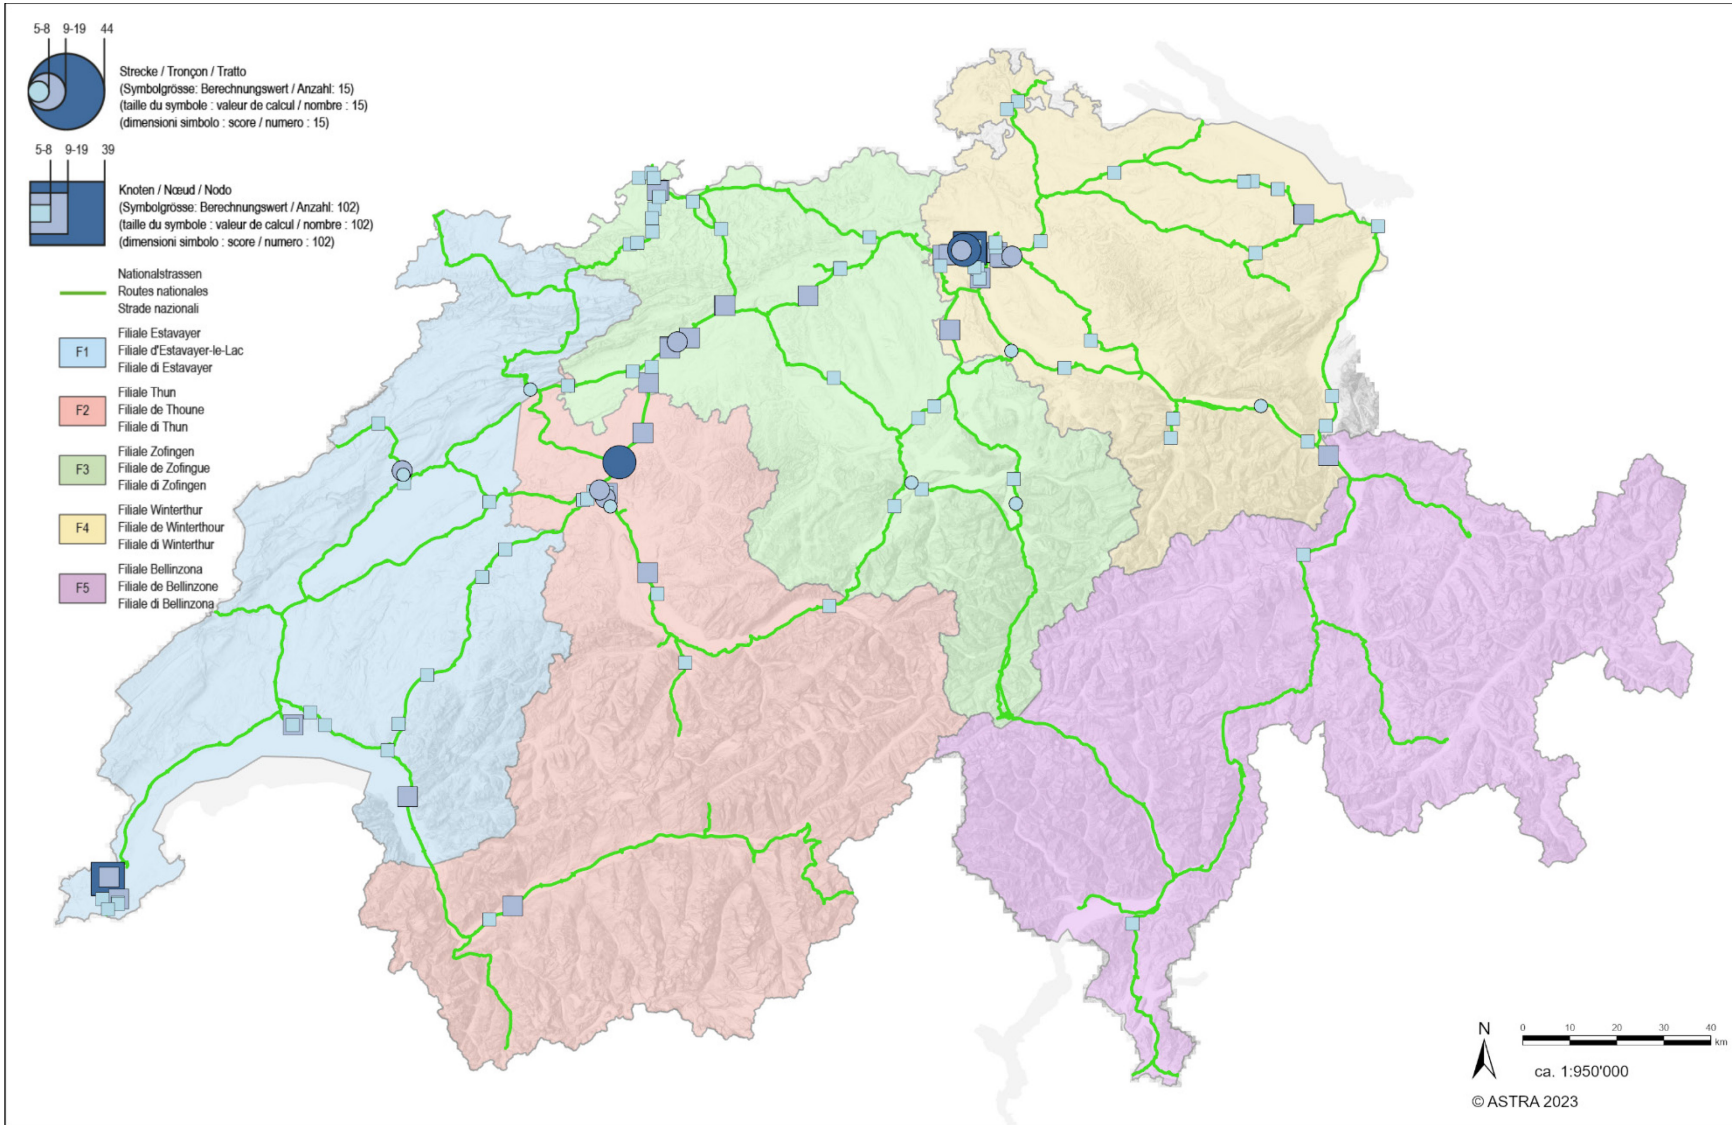 5-8 9-19 44
Strecke / Tronçon / Tratto
(Symbolgrösse: Berechnungswert / Anzahl: 15)
(taille du symbole : valeur de calcul / nombre : 15)
(dimensioni simbolo : score / numero : 15)
5-8 9-19 39
Knoten / Nœud / Nodo
(Symbolgrösse: Berechnungswert / Anzahl: 102)
(taille du symbole : valeur de calcul / nombre : 102)
(dimensioni simbolo : score / numero : 102)
Nationalstrassen
Routes nationales
Strade nazionali
Filiale Estavayer
F1 Filiale d'Estavayer-le-Lac
Filiale di Estavayer
Filiale Thun
F2 Filiale de Thoune
Filiale di Thun
Filiale Zofingen
F3 Filiale de Zofingue
Filiale di Zofingen
Filiale Winterthur
F4 Filiale de Winterthour
Filiale di Winterthur
Filiale Bellinzona
F5 Filiale de Bellinzone
Filiale di Bellinzona
N 0 10 20 30 40
km
ca. 1:950'000
© ASTRA 2023